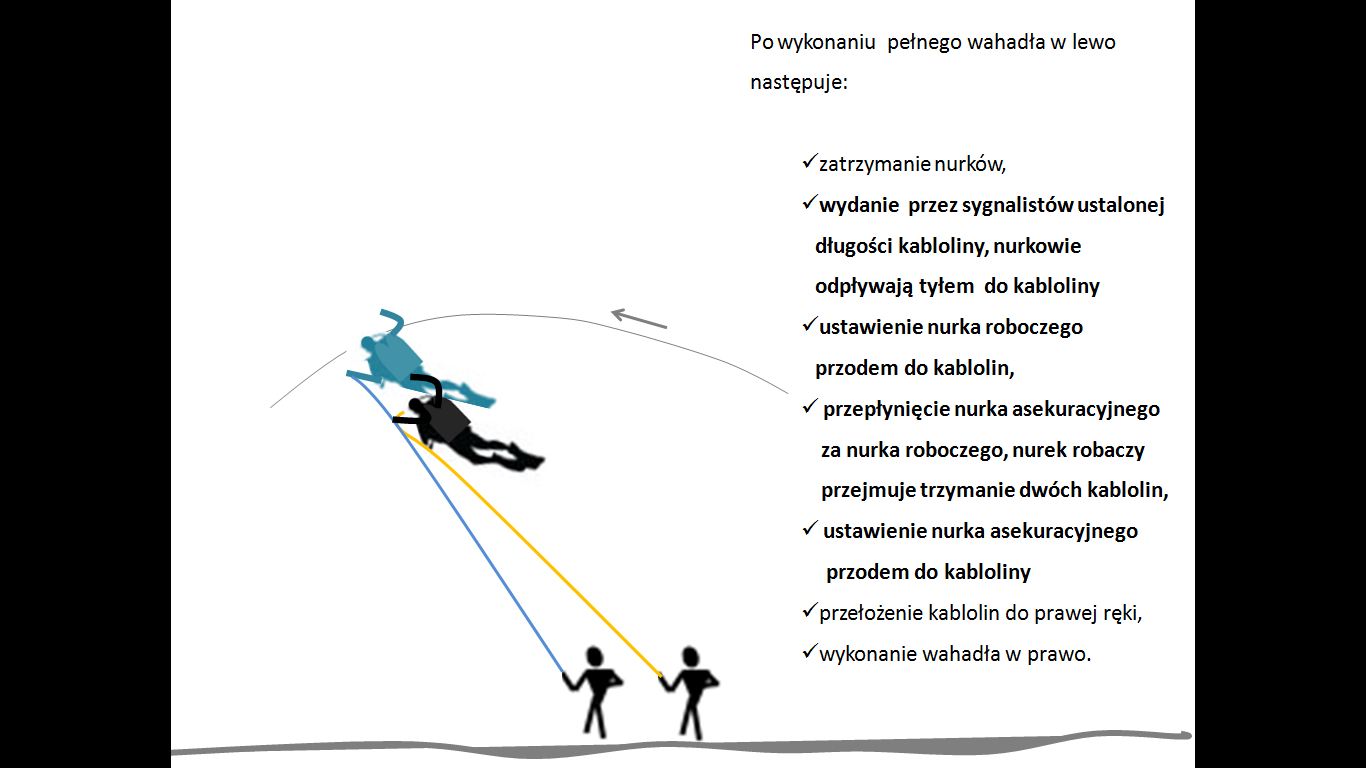 Po wykonaniu pełnego wahadła w lewo
następuje:
✓zatrzymanie nurków,
✓wydanie przez sygnalistów ustalonej
długości kabloliny, nurkowie
odpływają tyłem do kabloliny
✓ustawienie nurka roboczego
przodem do kablolin,
✓ przepłynięcie nurka asekuracyjnego
za nurka roboczego, nurek robaczy
przejmuje trzymanie dwóch kablolin,
✓ ustawienie nurka asekuracyjnego
przodem do kabloliny
✓przełożenie kablolin do prawej ręki,
✓wykonanie wahadła w prawo.